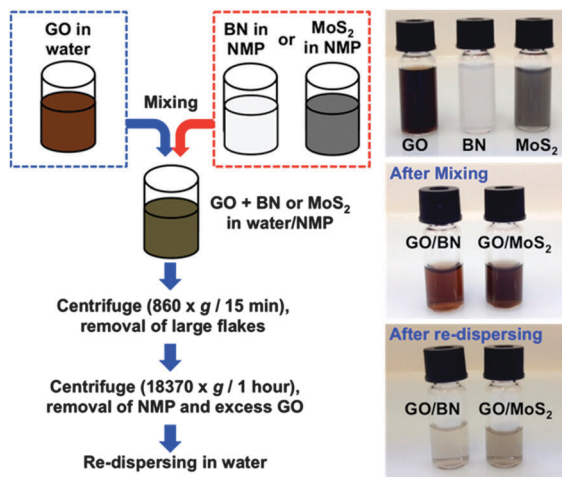 GO in
water
BN in
NMP
or
MoS₂
in NMP
Mixing
GO + BN or MoS₂
in water/NMP
Centrifuge (860 x g / 15 min),
removal of large flakes
Centrifuge (18370 x g / 1 hour),
removal of NMP and excess GO
Re-dispersing in water
GO BN MoS₂
After Mixing
GO/BN GO/MoS₂
After re-dispersing
GO/BN GO/MoS₂